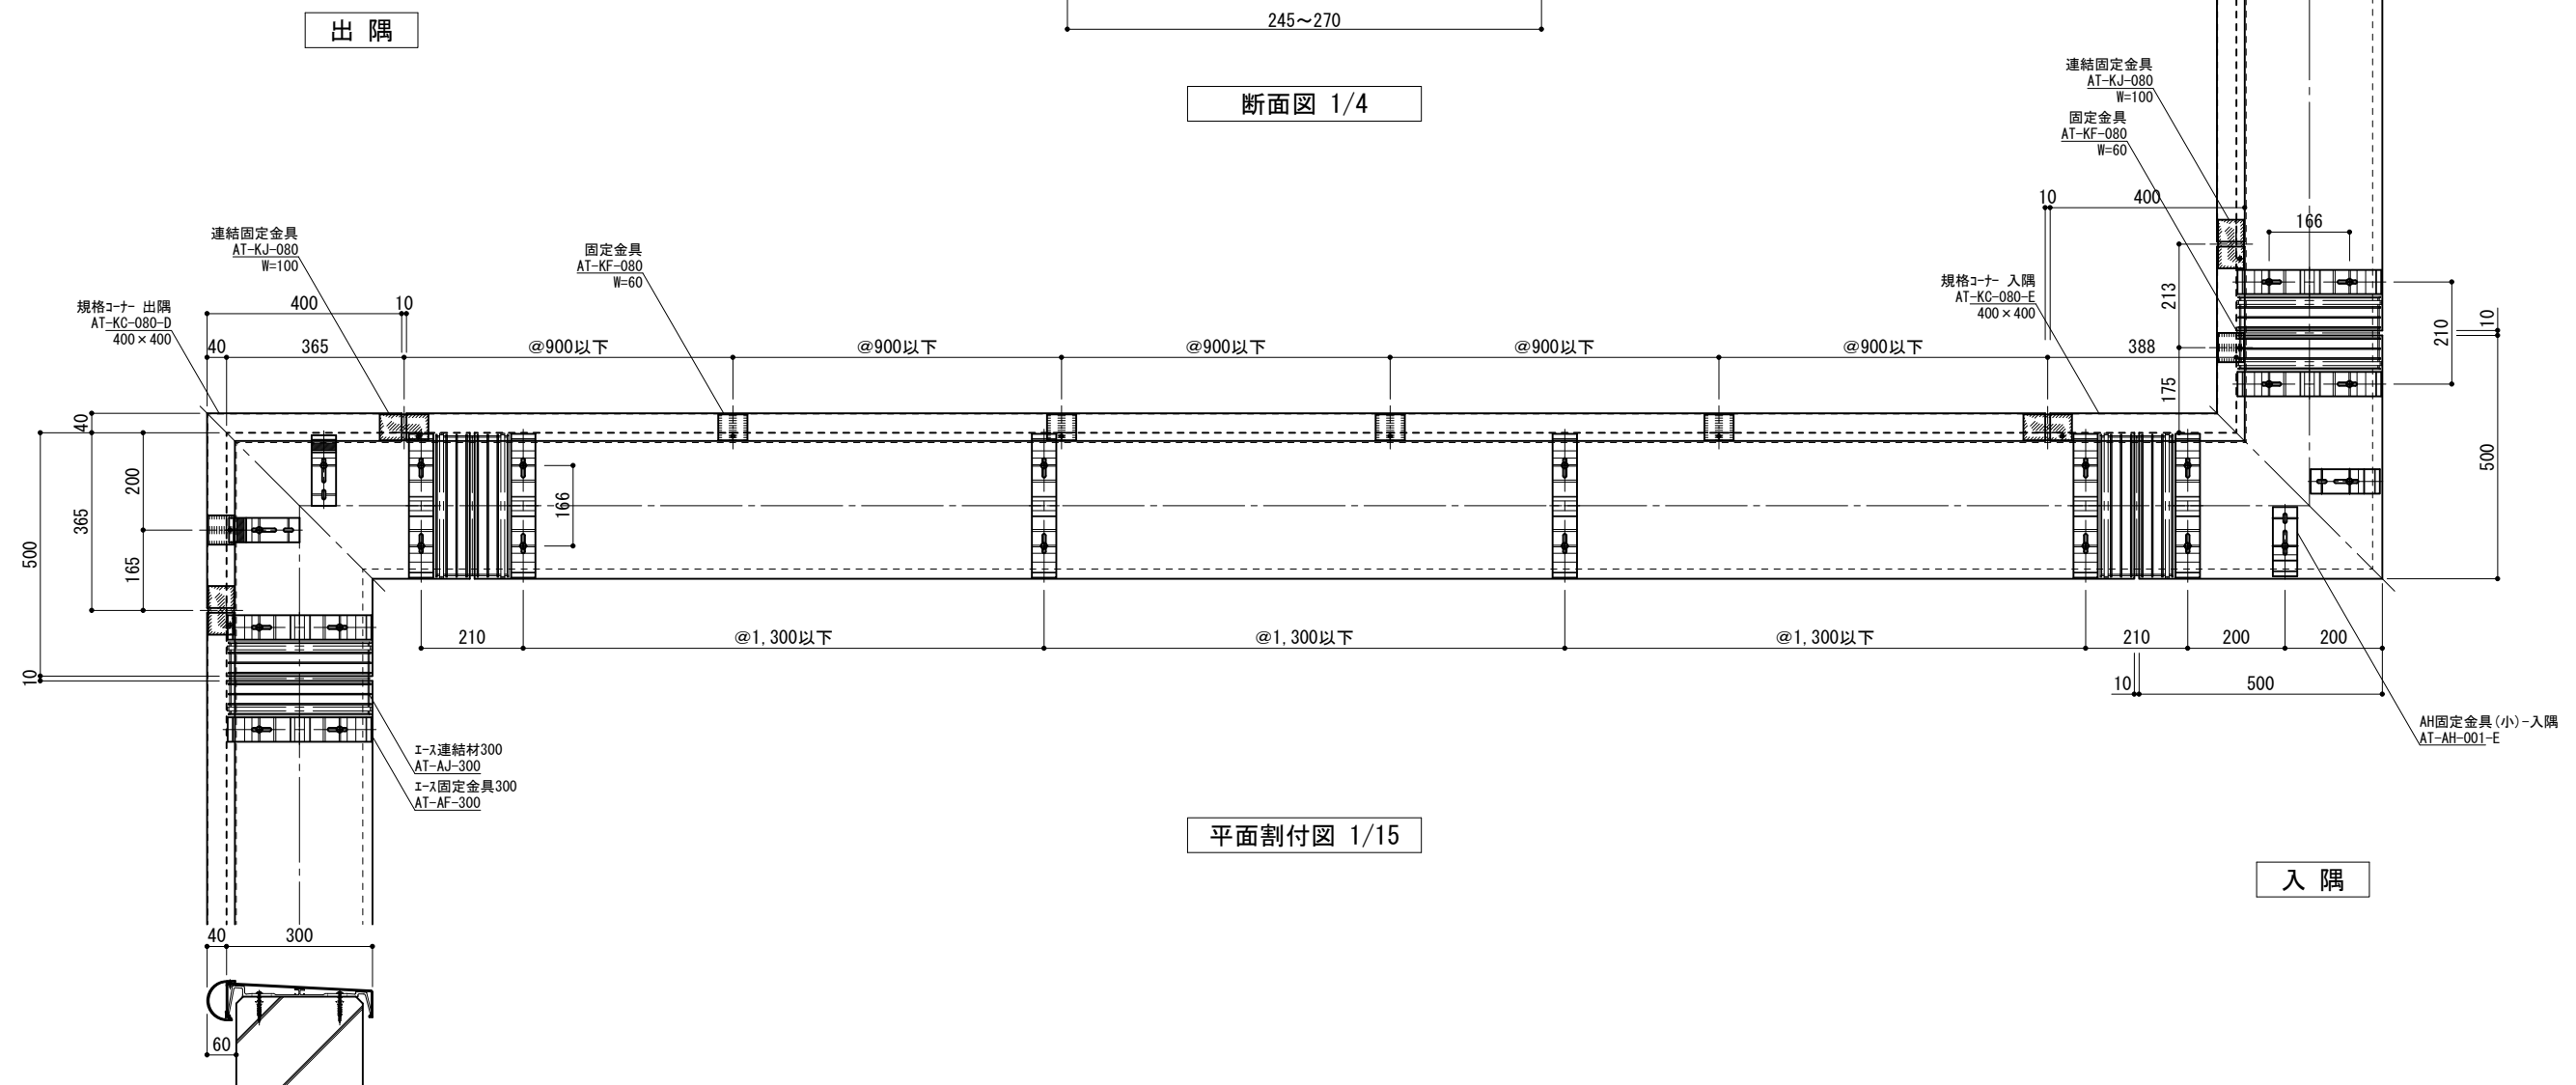 出 隅
245～270
断面図 1/4
連結固定金具
AT-KJ-080
W=100
固定金具
AT-KF-080
W=60
10
400
166
213
175
210
10
500
連結固定金具
AT-KJ-080
W=100
固定金具
AT-KF-080
W=60
規格コーナー 入隅
AT-KC-080-E
400×400
規格コーナー 出隅
AT-KC-080-D
400×400
400
10
40
365
@900以下
@900以下
@900以下
@900以下
@900以下
388
40
200
365
165
500
10
166
210
@1,300以下
@1,300以下
@1,300以下
210
200
200
10
500
AH固定金具(小)-入隅
AT-AH-001-E
エース連結材300
AT-AJ-300
エース固定金具300
AT-AF-300
平面割付図 1/15
入 隅
40
300
60